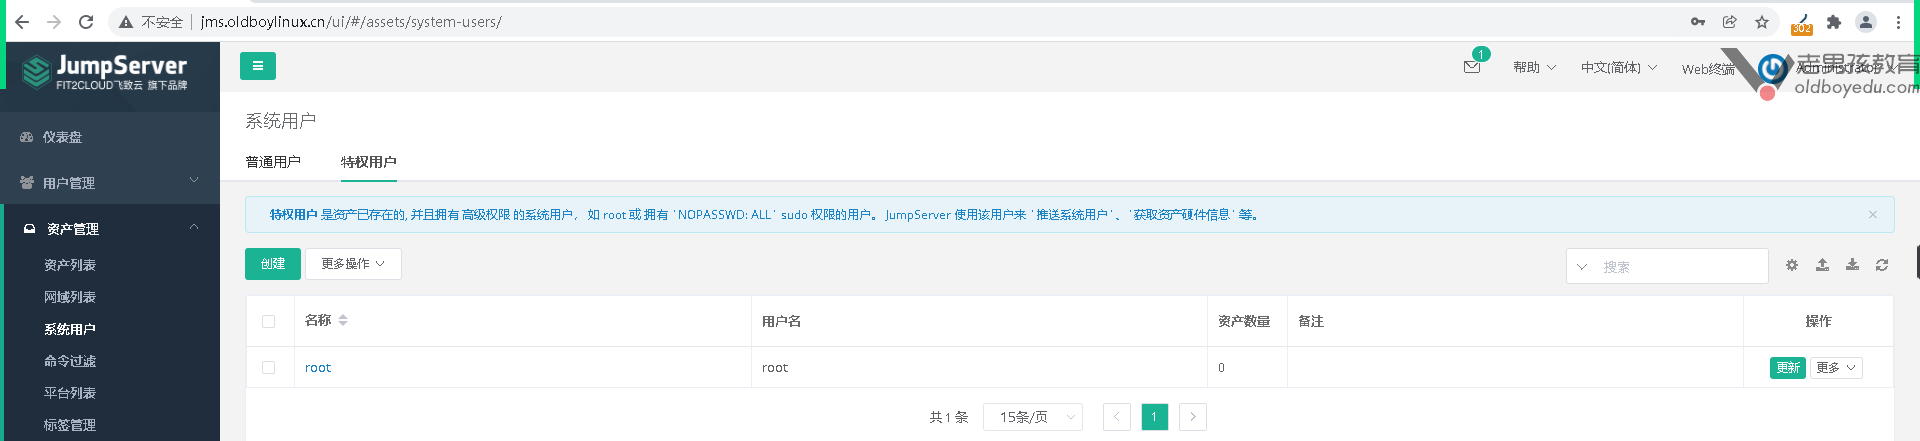 不安全 | jms.oldboylinux.cn/ui/#/assets/system-users/
302
JumpServer
FIT2CLOUD飞致云 旗下品牌
1
帮助
中文(简体)
Web终端
Administrator
老男孩教育
oldboyedu.com
仪表盘
用户管理
资产管理
资产列表
网域列表
系统用户
命令过滤
平台列表
标签管理
系统用户
普通用户 特权用户
特权用户 是资产已存在的, 并且拥有 高级权限 的系统用户， 如 root 或 拥有 `NOPASSWD: ALL` sudo 权限的用户。 JumpServer 使用该用户来 `推送系统用户`、`获取资产硬件信息` 等。
创建 更多操作 搜索
名称 用户名 资产数量 备注 操作
root root 0 更新 更多
共 1 条 15条/页 1